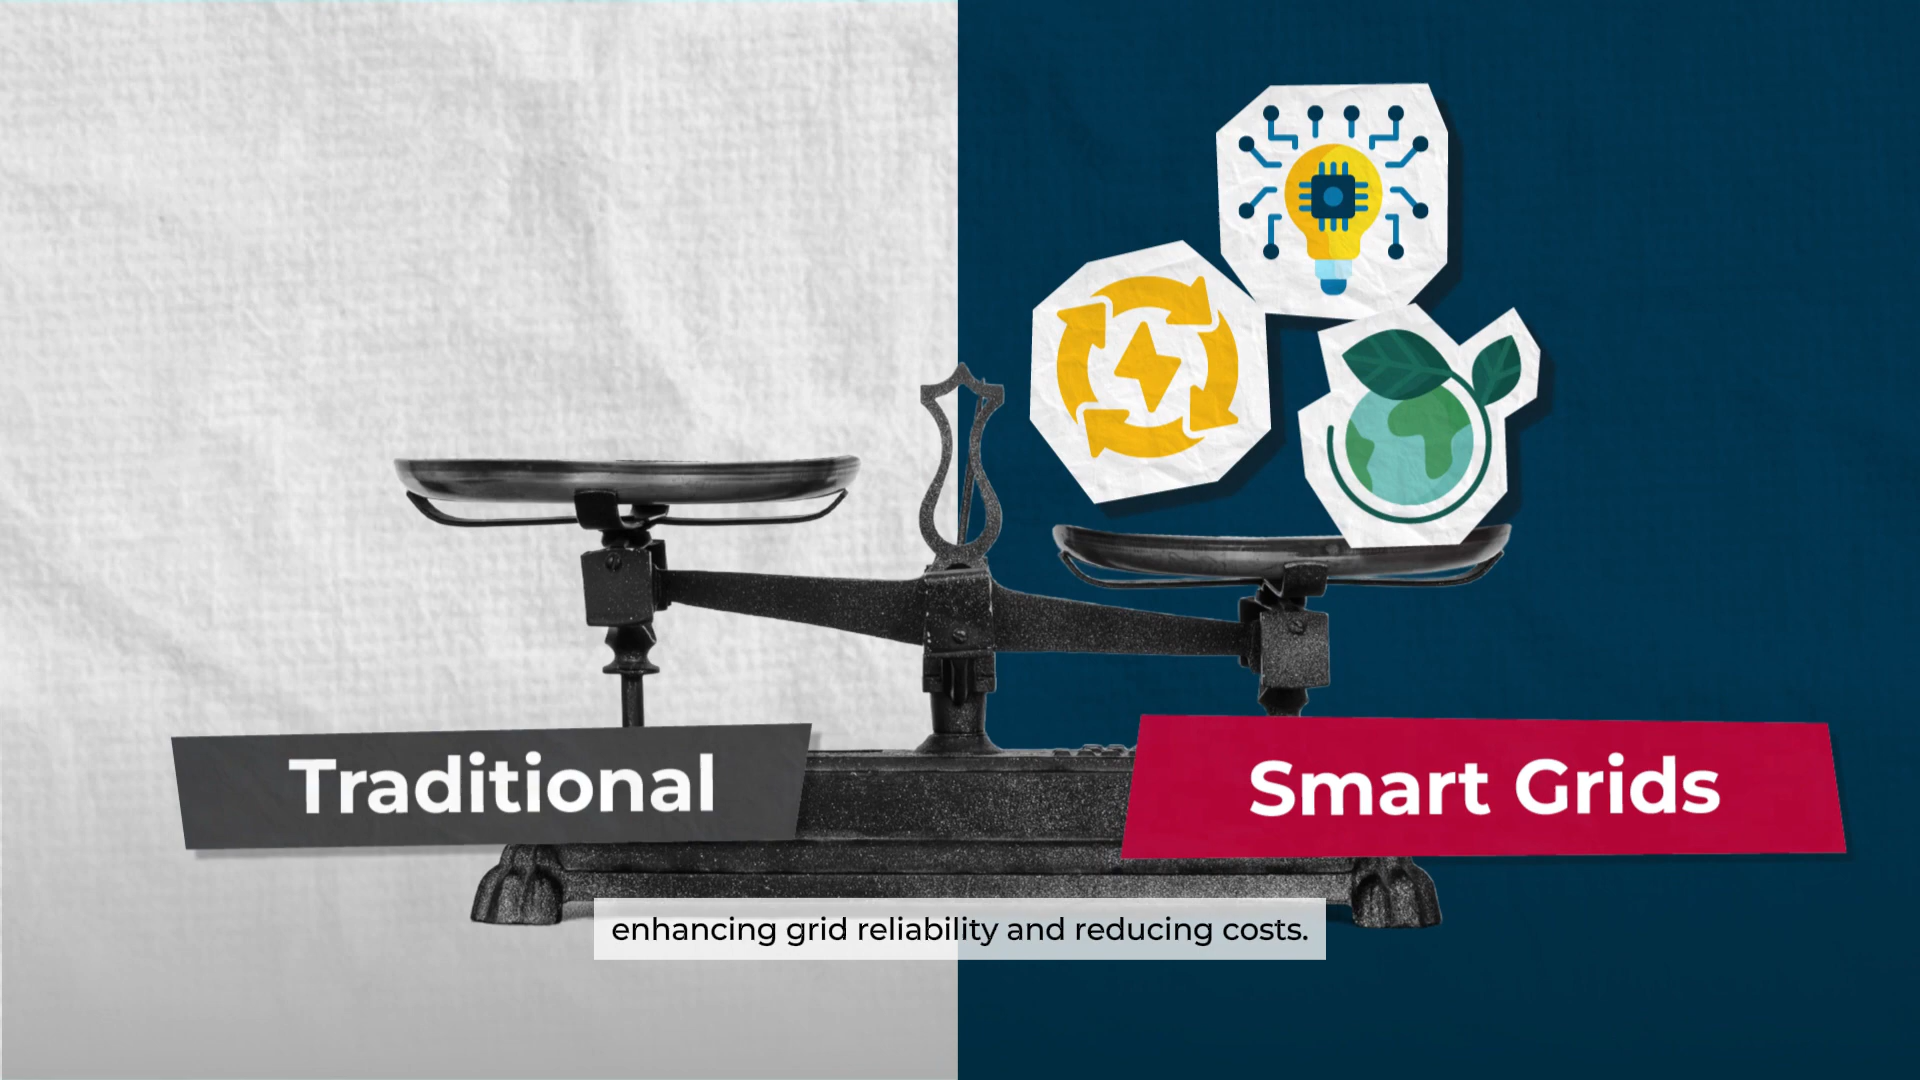 Traditional
Smart Grids
enhancing grid reliability and reducing costs.